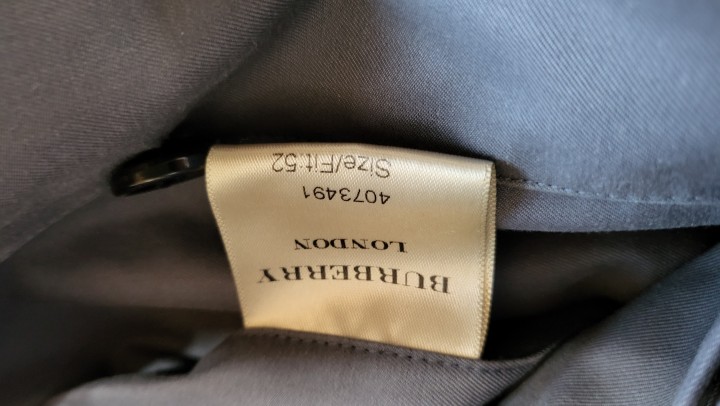 BURBERRY
LONDON
4073491
Size/Fit:52